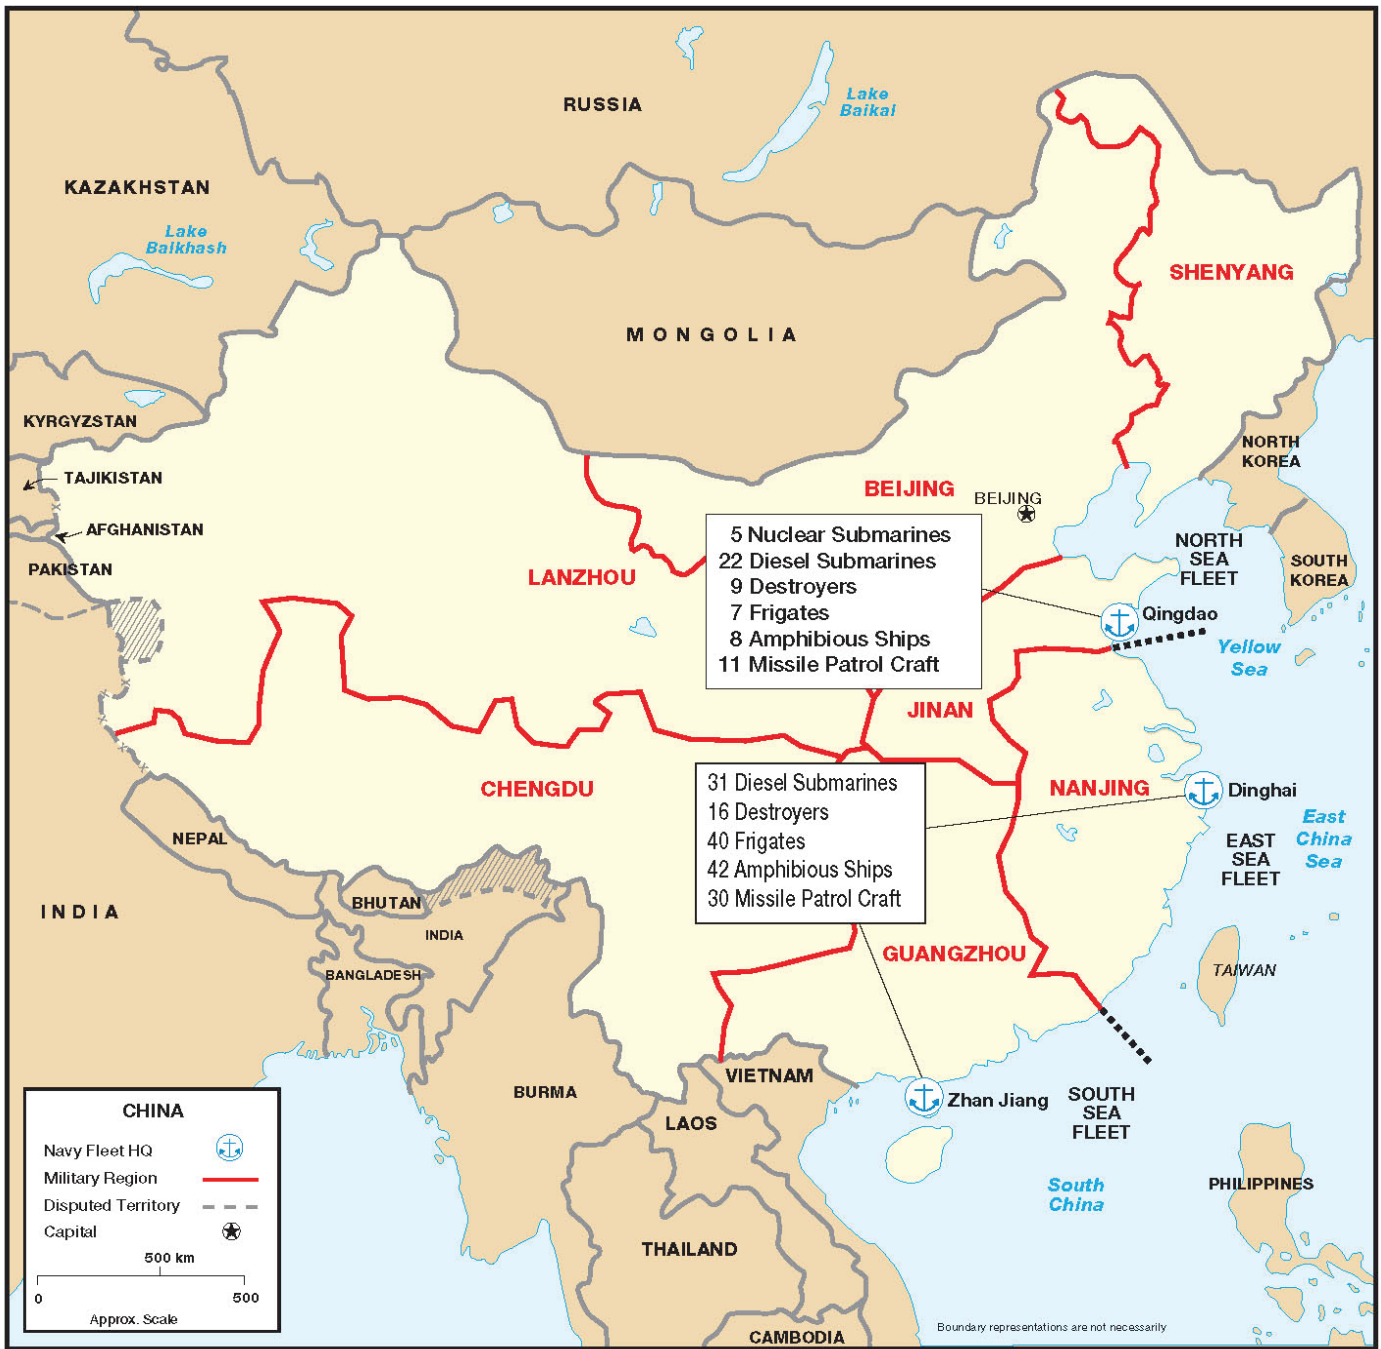 RUSSIA
Lake
Baikal
KAZAKHSTAN
Lake
Balkhash
SHENYANG
MONGOLIA
KYRGYZSTAN
NORTH
KOREA
TAJIKISTAN
BEIJING
BEIJING
AFGHANISTAN
PAKISTAN
LANZHOU
5 Nuclear Submarines
22 Diesel Submarines
9 Destroyers
7 Frigates
8 Amphibious Ships
11 Missile Patrol Craft
NORTH
SEA
FLEET
SOUTH
KOREA
Qingdao
Yellow
Sea
JINAN
CHENGDU
31 Diesel Submarines
16 Destroyers
40 Frigates
42 Amphibious Ships
30 Missile Patrol Craft
NANJING
Dinghai
East
China
Sea
EAST
SEA
FLEET
NEPAL
INDIA
BHUTAN
INDIA
BANGLADESH
GUANGZHOU
TAIWAN
BURMA
VIETNAM
LAOS
Zhan Jiang
SOUTH
SEA
FLEET
South
China
PHILIPPINES
THAILAND
CAMBODIA
CHINA
Navy Fleet HQ
Military Region
Disputed Territory
Capital
500 km
0 500
Approx. Scale
Boundary representations are not necessarily